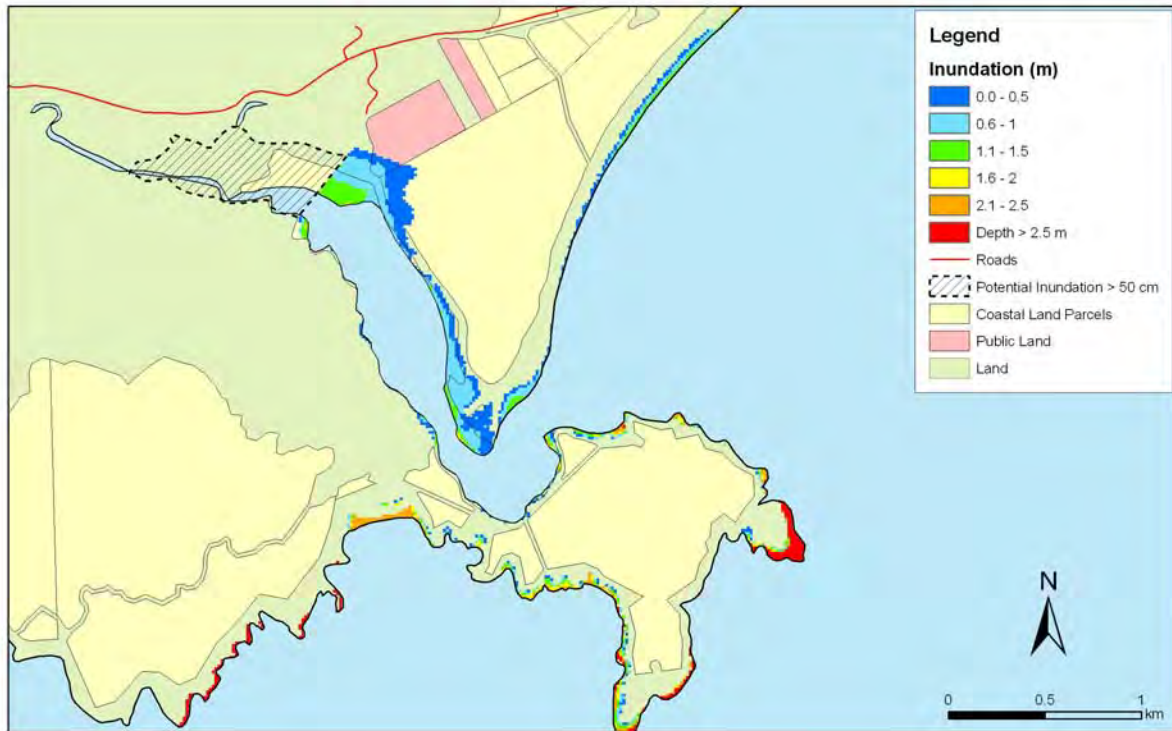 Legend
Inundation (m)
0.0 - 0.5
0.6 - 1
1.1 - 1.5
1.6 - 2
2.1 - 2.5
Depth > 2.5 m
Roads
Potential Inundation > 50 cm
Coastal Land Parcels
Public Land
Land
N
0 0.5 1
km